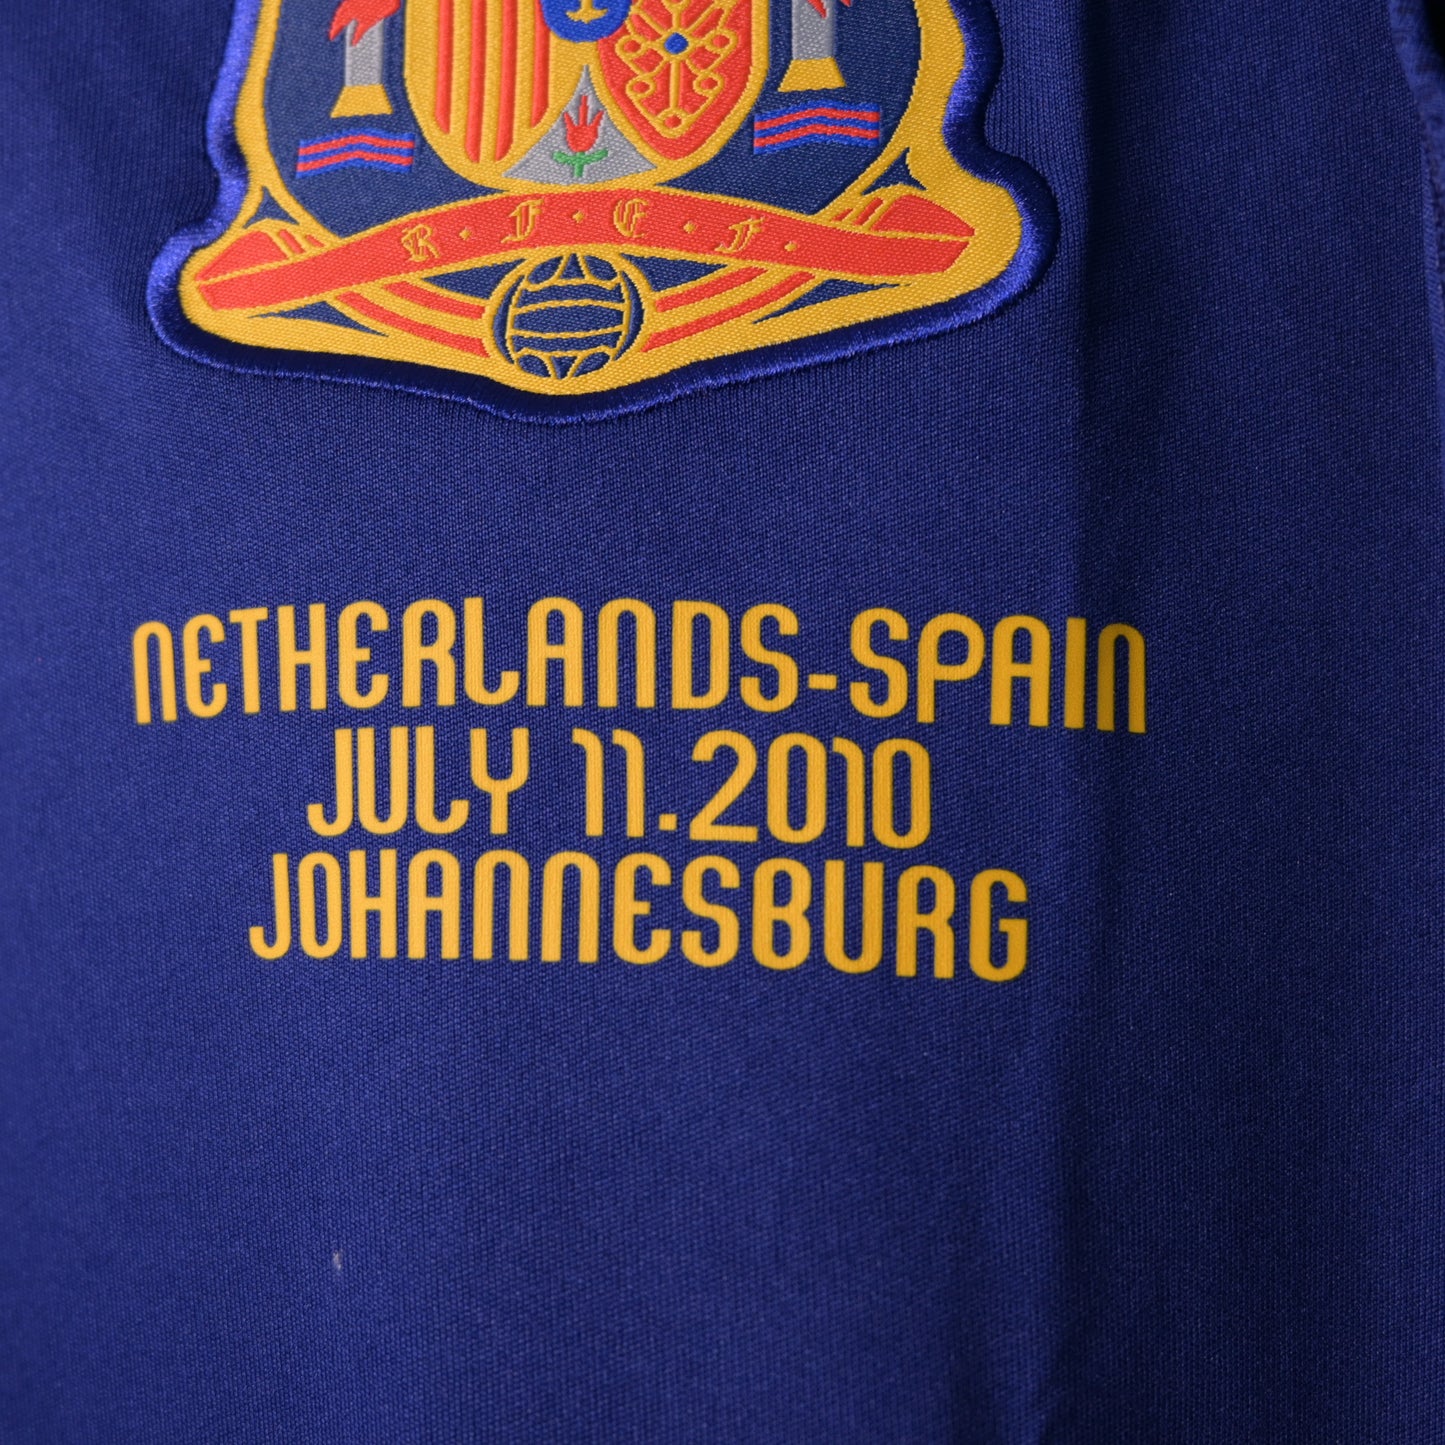 R·F·E·F·
NETHERLANDS-SPAIN
JULY 11.2010
JOHANNESBURG